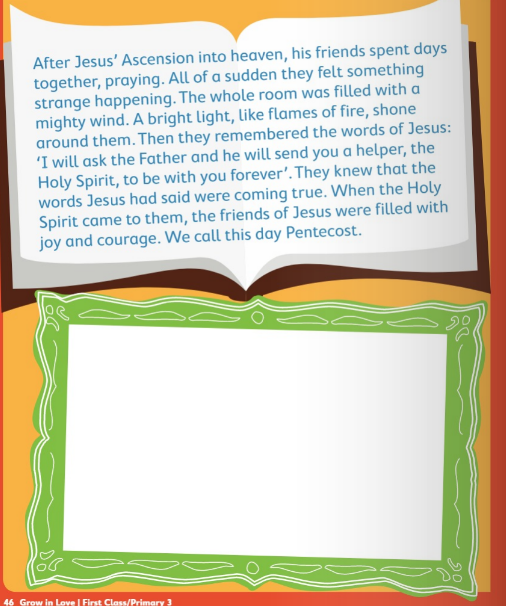 After Jesus' Ascension into heaven, his friends spent days
together, praying. All of a sudden they felt something
strange happening. The whole room was filled with a
mighty wind. A bright light, like flames of fire, shone
around them. Then they remembered the words of Jesus:
'I will ask the Father and he will send you a helper, the
Holy Spirit, to be with you forever'. They knew that the
words Jesus had said were coming true. When the Holy
Spirit came to them, the friends of Jesus were filled with
joy and courage. We call this day Pentecost.
46 Grow in Love | First Class/Primary 3